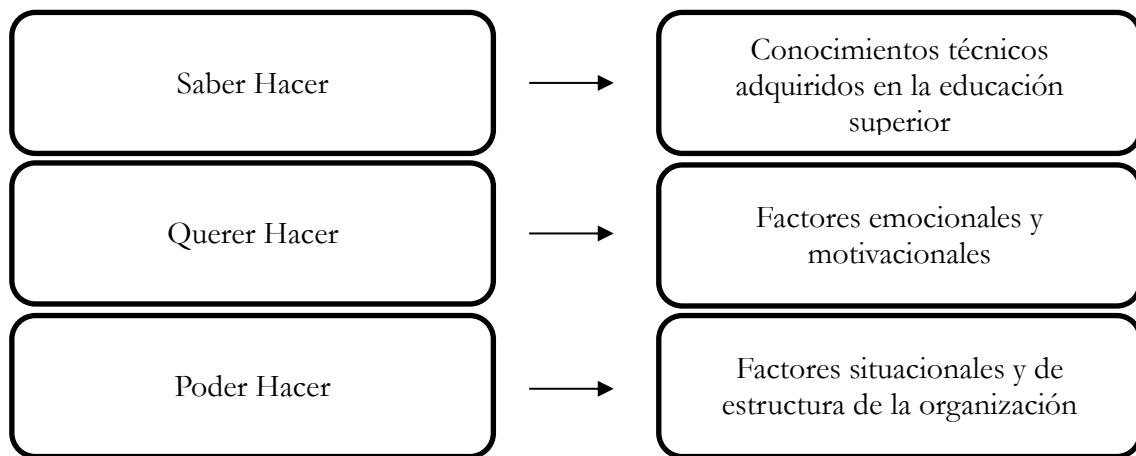 Saber Hacer
Conocimientos técnicos
adquiridos en la educación
superior
Querer Hacer
Factores emocionales y
motivacionales
Poder Hacer
Factores situacionales y de
estructura de la organización